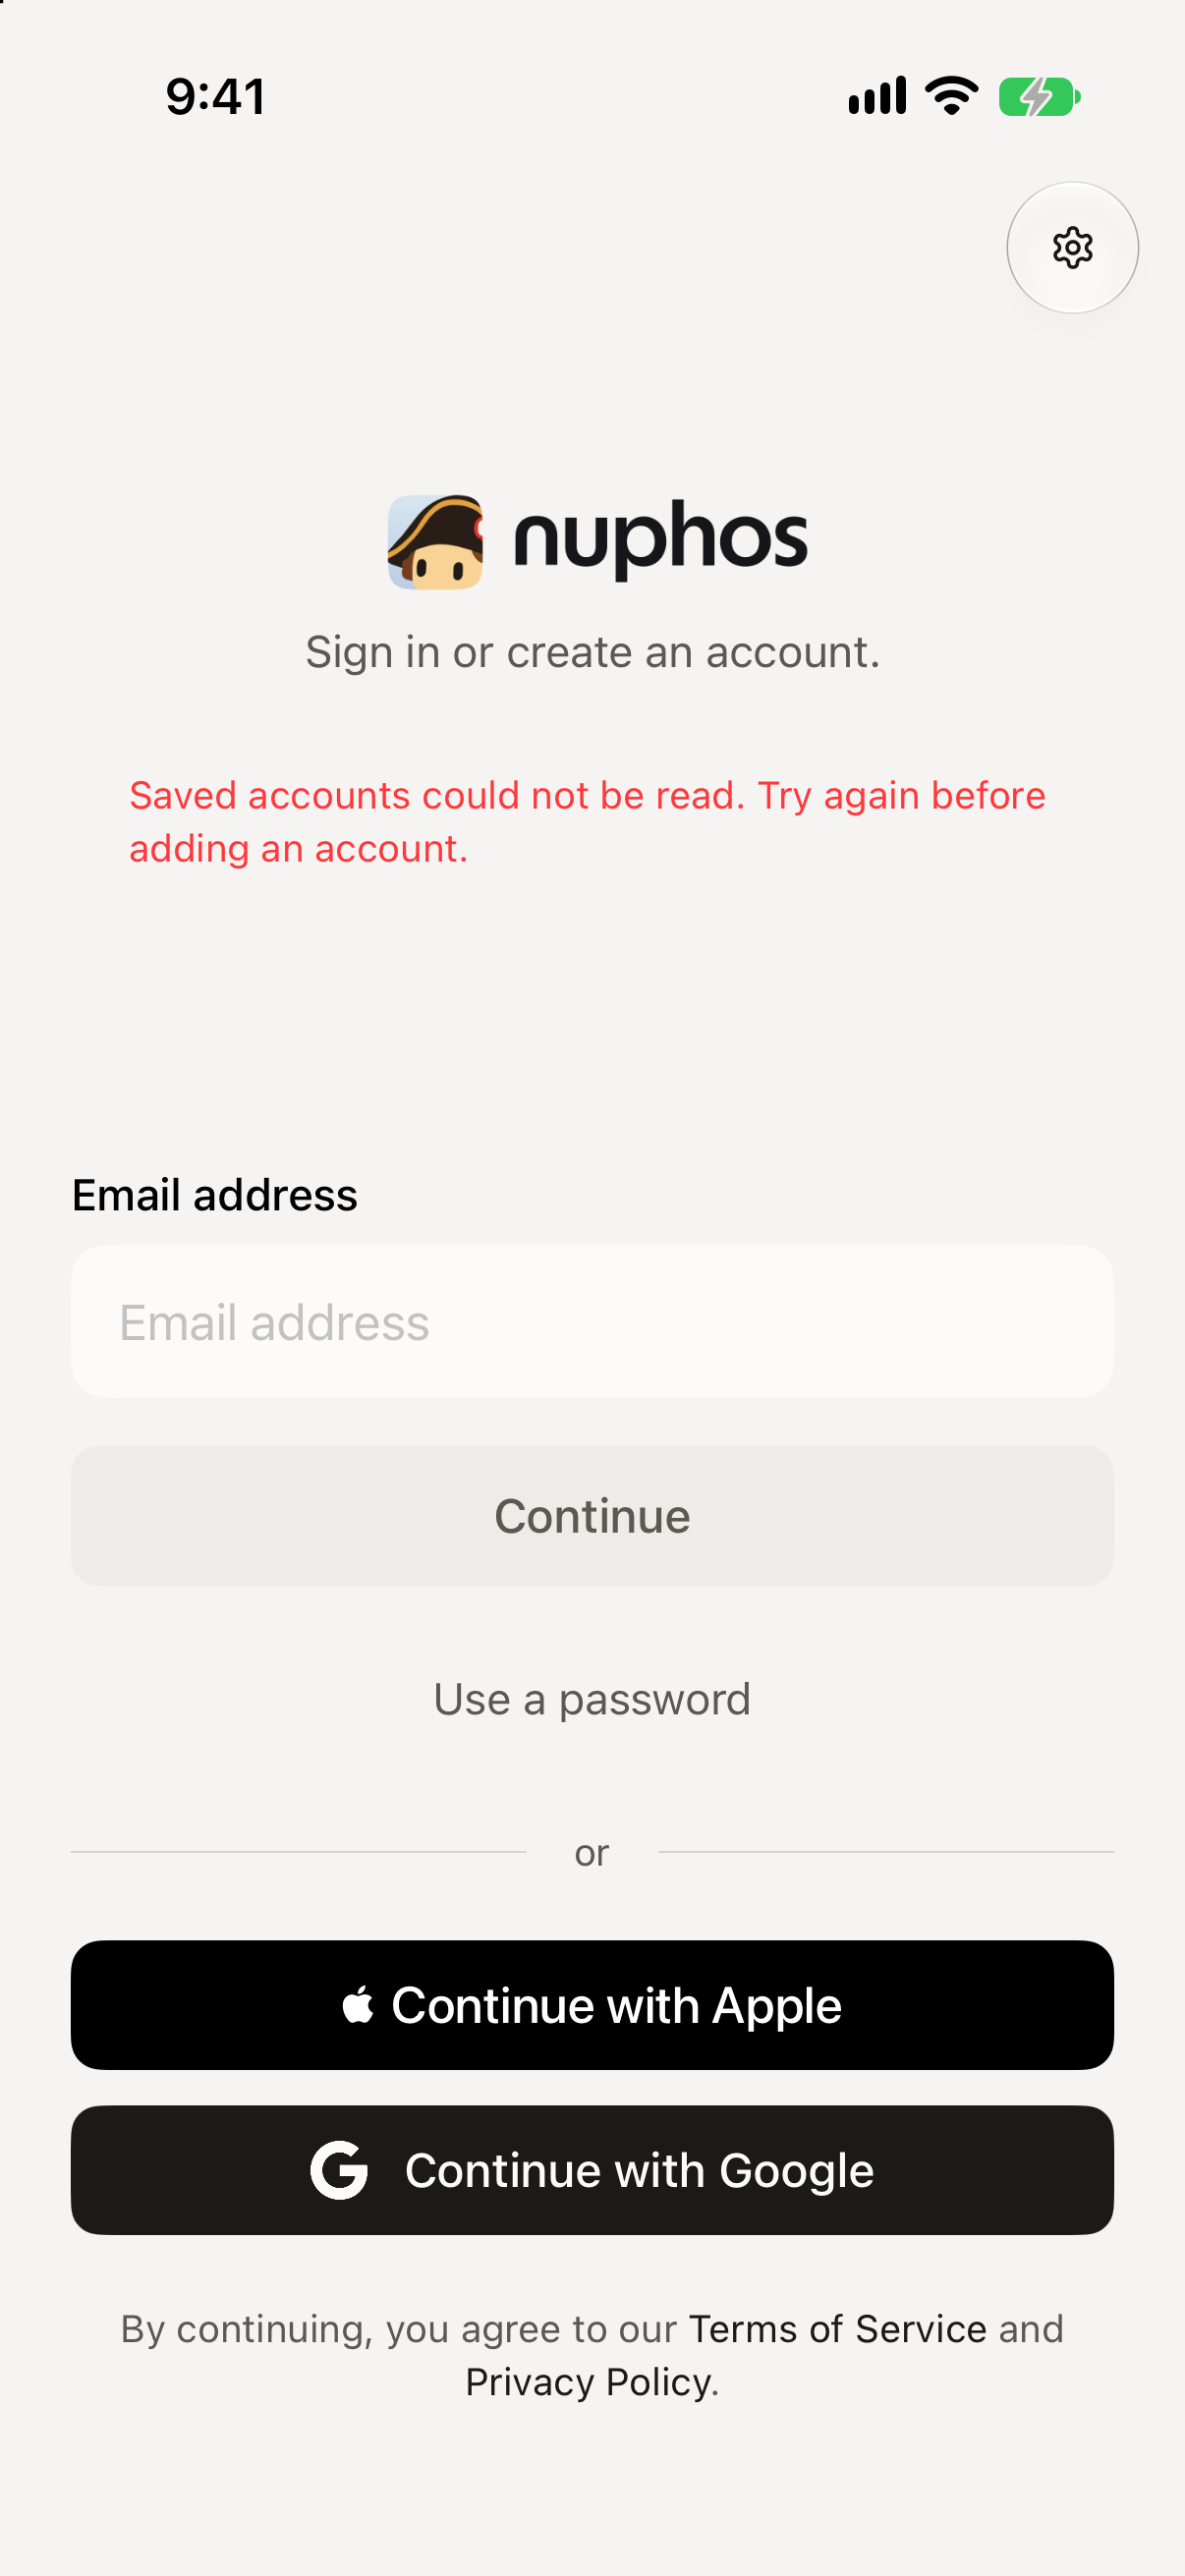 9:41
nuphos
Sign in or create an account.
Saved accounts could not be read. Try again before
adding an account.
Email address
Email address
Continue
Use a password
or
Continue with Apple
Continue with Google
By continuing, you agree to our Terms of Service and
Privacy Policy.